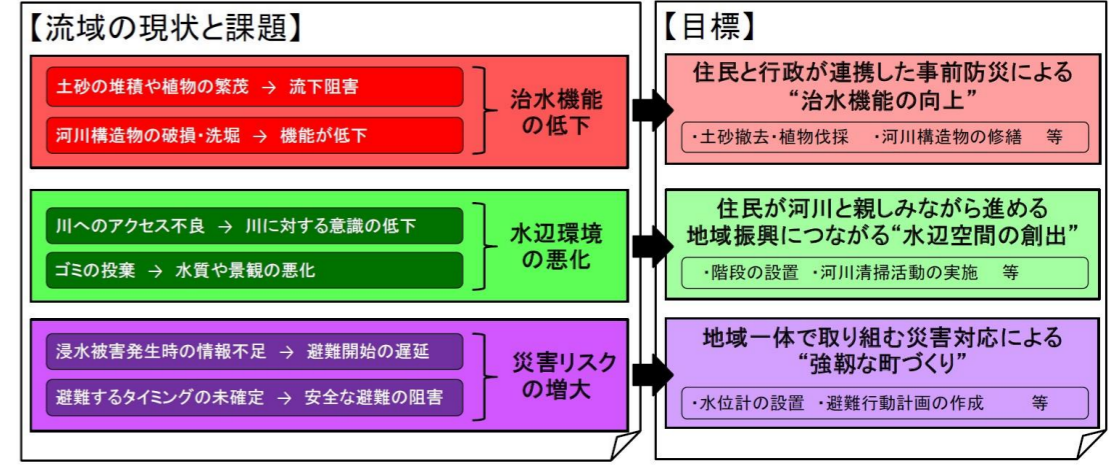 【流域の現状と課題】
土砂の堆積や植物の繁茂 → 流下阻害
河川構造物の破損・洗堀 → 機能が低下
治水機能
の低下
川へのアクセス不良 → 川に対する意識の低下
ゴミの投棄 → 水質や景観の悪化
水辺環境
の悪化
浸水被害発生時の情報不足 → 避難開始の遅延
避難するタイミングの未確定 → 安全な避難の阻害
災害リスク
の増大
【目標】
住民と行政が連携した事前防災による
“治水機能の向上”
・土砂撤去・植物伐採 ・河川構造物の修繕 等
住民が河川と親しみながら進める
地域振興につながる“水辺空間の創出”
・階段の設置 ・河川清掃活動の実施 等
地域一体で取り組む災害対応による
“強靱な町づくり”
・水位計の設置 ・避難行動計画の作成 等